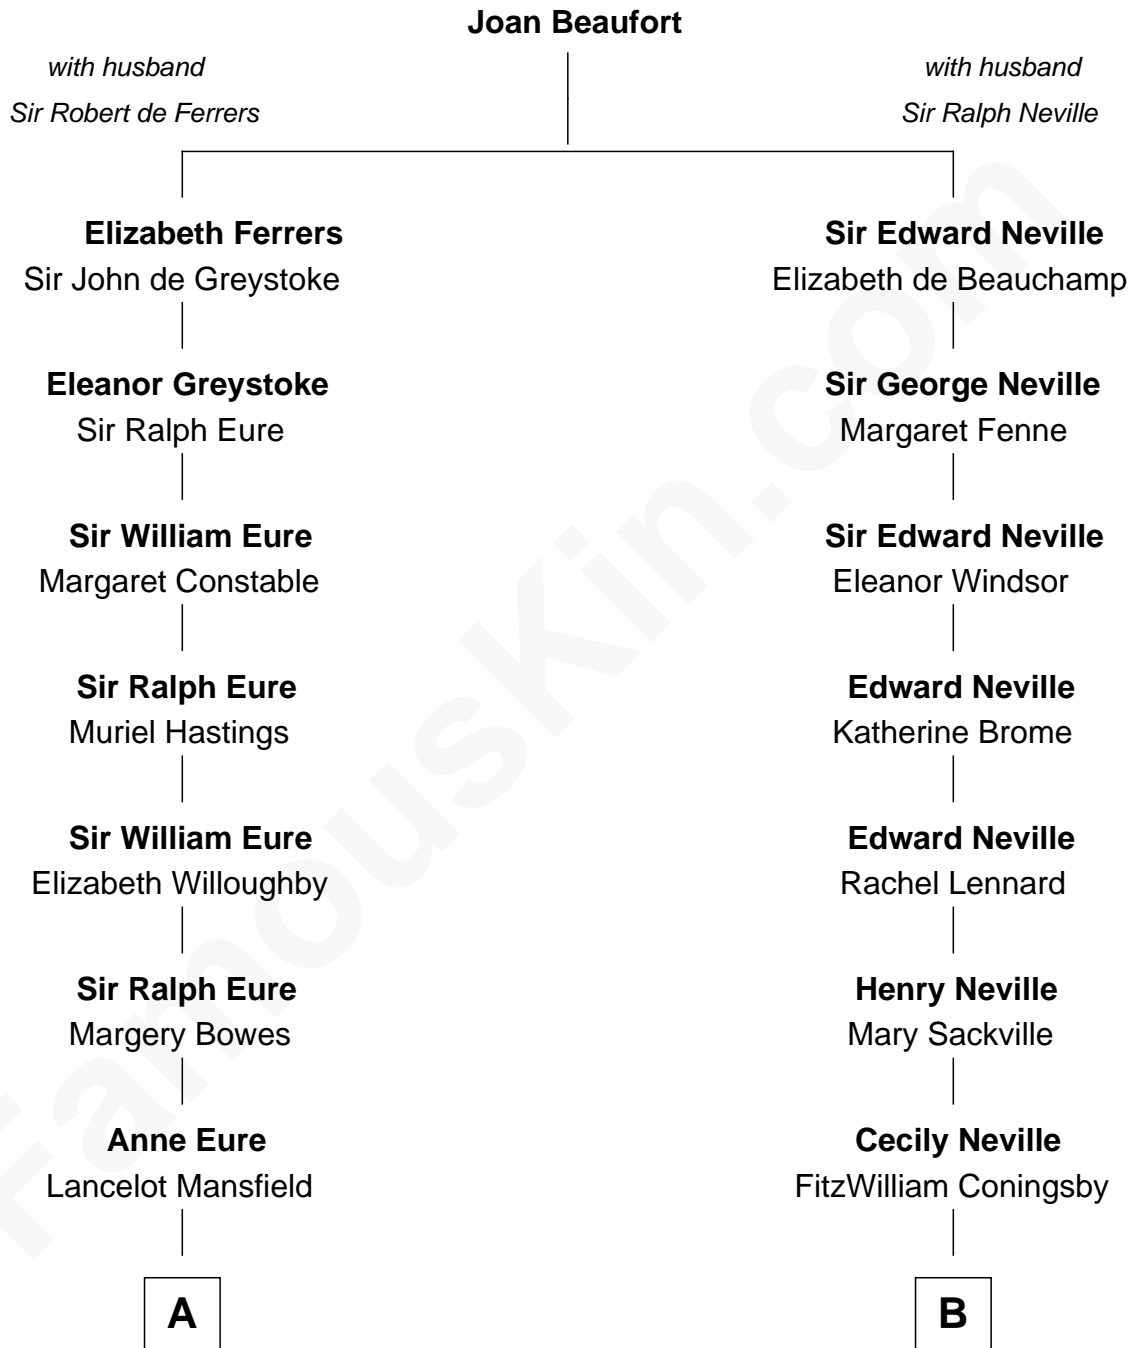 Joan Beaufort
with husband
Sir Robert de Ferrers
with husband
Sir Ralph Neville
Elizabeth Ferrers
Sir John de Greystoke
Eleanor Greystoke
Sir Ralph Eure
Sir William Eure
Margaret Constable
Sir Ralph Eure
Muriel Hastings
Sir William Eure
Elizabeth Willoughby
Sir Ralph Eure
Margery Bowes
Anne Eure
Lancelot Mansfield
A
Sir Edward Neville
Elizabeth de Beauchamp
Sir George Neville
Margaret Fenne
Sir Edward Neville
Eleanor Windsor
Edward Neville
Katherine Brome
Edward Neville
Rachel Lennard
Henry Neville
Mary Sackville
Cecily Neville
FitzWilliam Coningsby
B
FamousKin.com